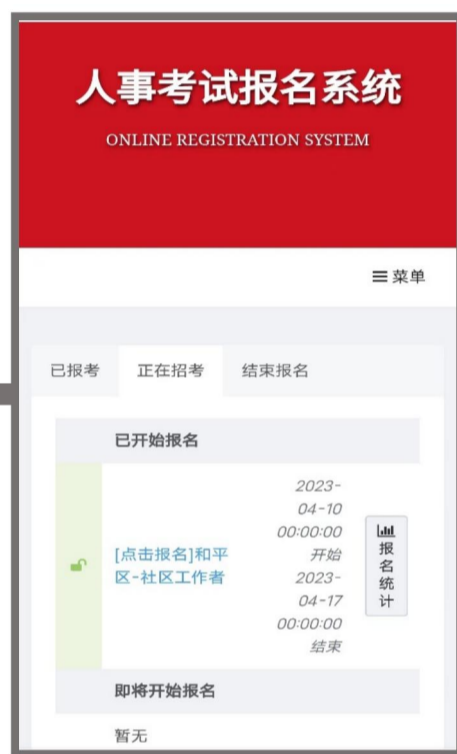 人事考试报名系统
ONLINE REGISTRATION SYSTEM
菜单
已报考 正在招考 结束报名
已开始报名
[点击报名]和平
区-社区工作者
2023-
04-10
00:00:00
开始
2023-
04-17
00:00:00
结束
报
名
统
计
即将开始报名
暂无